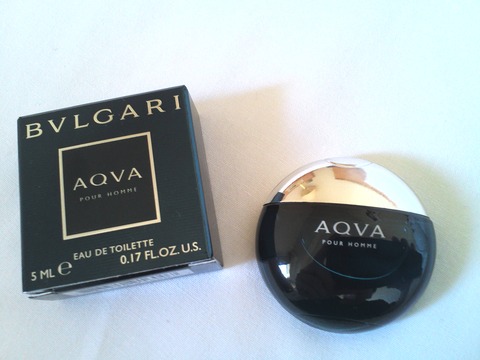 BVLGARI
AQVA
POUR HOMME
EAU DE TOILETTE
5 ML e 0.17 FL.OZ. U.S.
AQVA
POUR HOMME